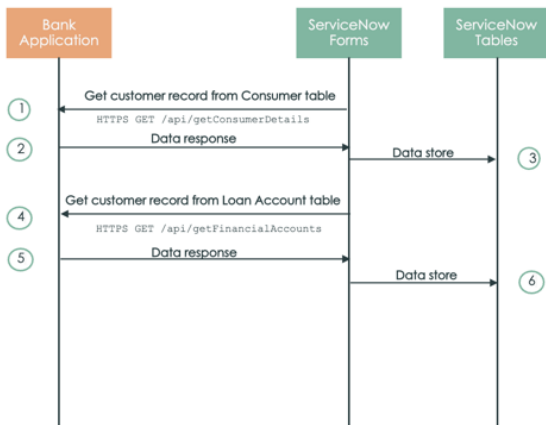 Bank
Application
ServiceNow
Forms
ServiceNow
Tables
1
Get customer record from Consumer table
HTTPS GET /api/getConsumerDetails
2
Data response
Data store
3
Get customer record from Loan Account table
4
HTTPS GET /api/getFinancialAccounts
5
Data response
Data store
6